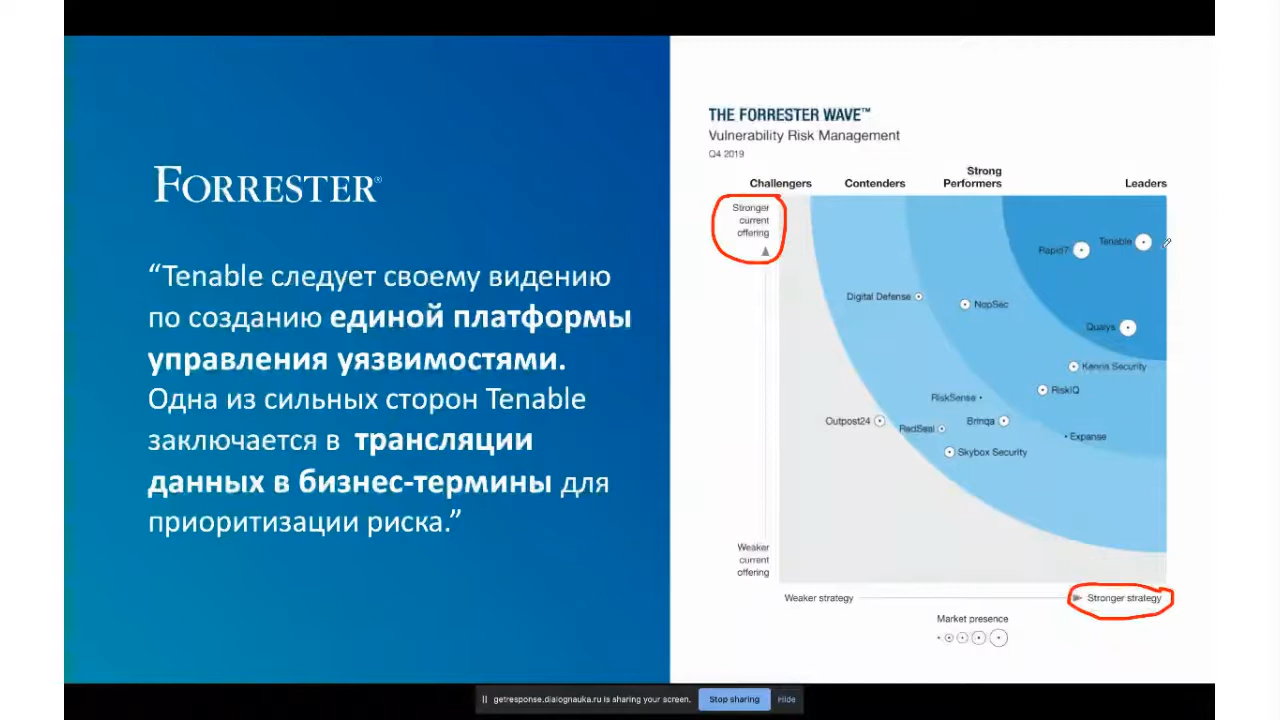 FORRESTER®
“Tenable следует своему видению
по созданию единой платформы
управления уязвимостями.
Одна из сильных сторон Tenable
заключается в трансляции
данных в бизнес-термины для
приоритизации риска.”
THE FORRESTER WAVE™
Vulnerability Risk Management
Q4 2019
Challengers
Contenders
Strong
Performers
Leaders
Stronger
current
offering
Tenable
Rapid7
Digital Defense
NopSec
Qualys
Kenna Security
RiskIQ
RiskSense
Outpost24
RedSeal
Brinqa
Expanse
Skybox Security
Weaker
current
offering
Weaker strategy
Stronger strategy
Market presence
getresponse.dialognauka.ru is sharing your screen.
Stop sharing
Hide